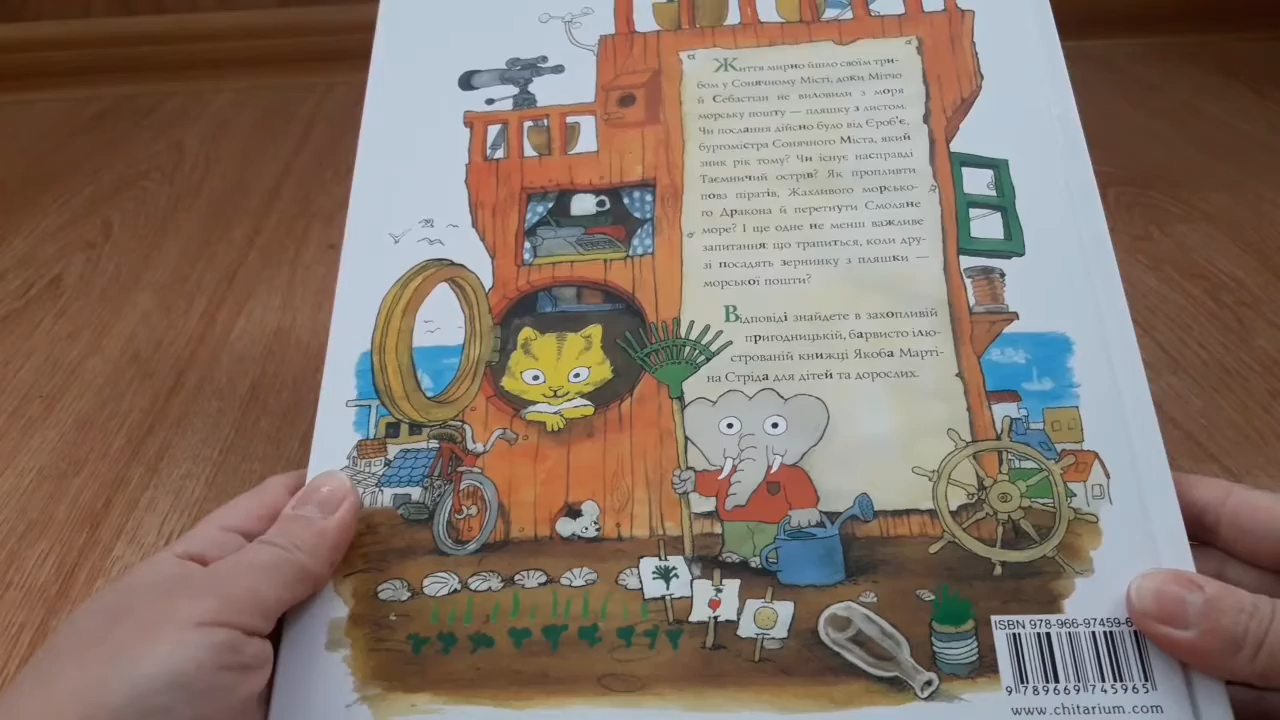 Життя мирно йшло своїм три-
бом у Сонячному Місті, доки Мітчо
й Себастіан не виловили з моря
морську пошту — пляшку з листом.
Чи послання дійсно було від Єроб'є,
бургомістра Сонячного Міста, який
зник рік тому? Чи існує насправді
Таємничий острів? Як пропливти
повз піратів, Жахливого морсько-
го Дракона й перетнути Смоляне
море? І ще одне не менш важливе
запитання: що трапиться, коли дру-
зі посадять зернинку з пляшки —
морської пошти?
Відповіді знайдете в захопливій
пригодницькій, барвисто ілю-
строваній книжці Якоба Марті-
на Стріда для дітей та дорослих.
ISBN 978-966-97459-6
9 789669 745965
www.chitarium.com